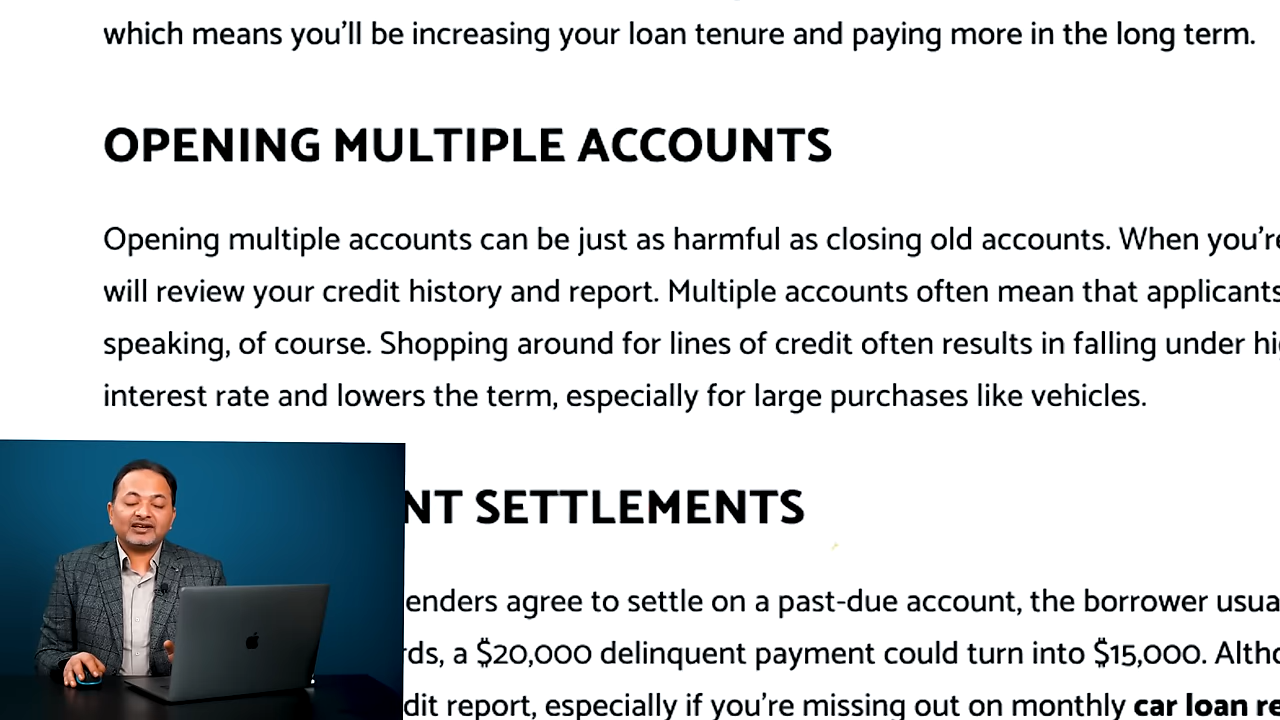 which means you'll be increasing your loan tenure and paying more in the long term.
OPENING MULTIPLE ACCOUNTS
Opening multiple accounts can be just as harmful as closing old accounts. When you're
will review your credit history and report. Multiple accounts often mean that applicants
speaking, of course. Shopping around for lines of credit often results in falling under
interest rate and lowers the term, especially for large purchases like vehicles.
NT SETTLEMENTS
enders agree to settle on a past-due account, the borrower
rds, a $20,000 delinquent payment could turn into $15,000.
dit report, especially if you're missing out on monthly car loan